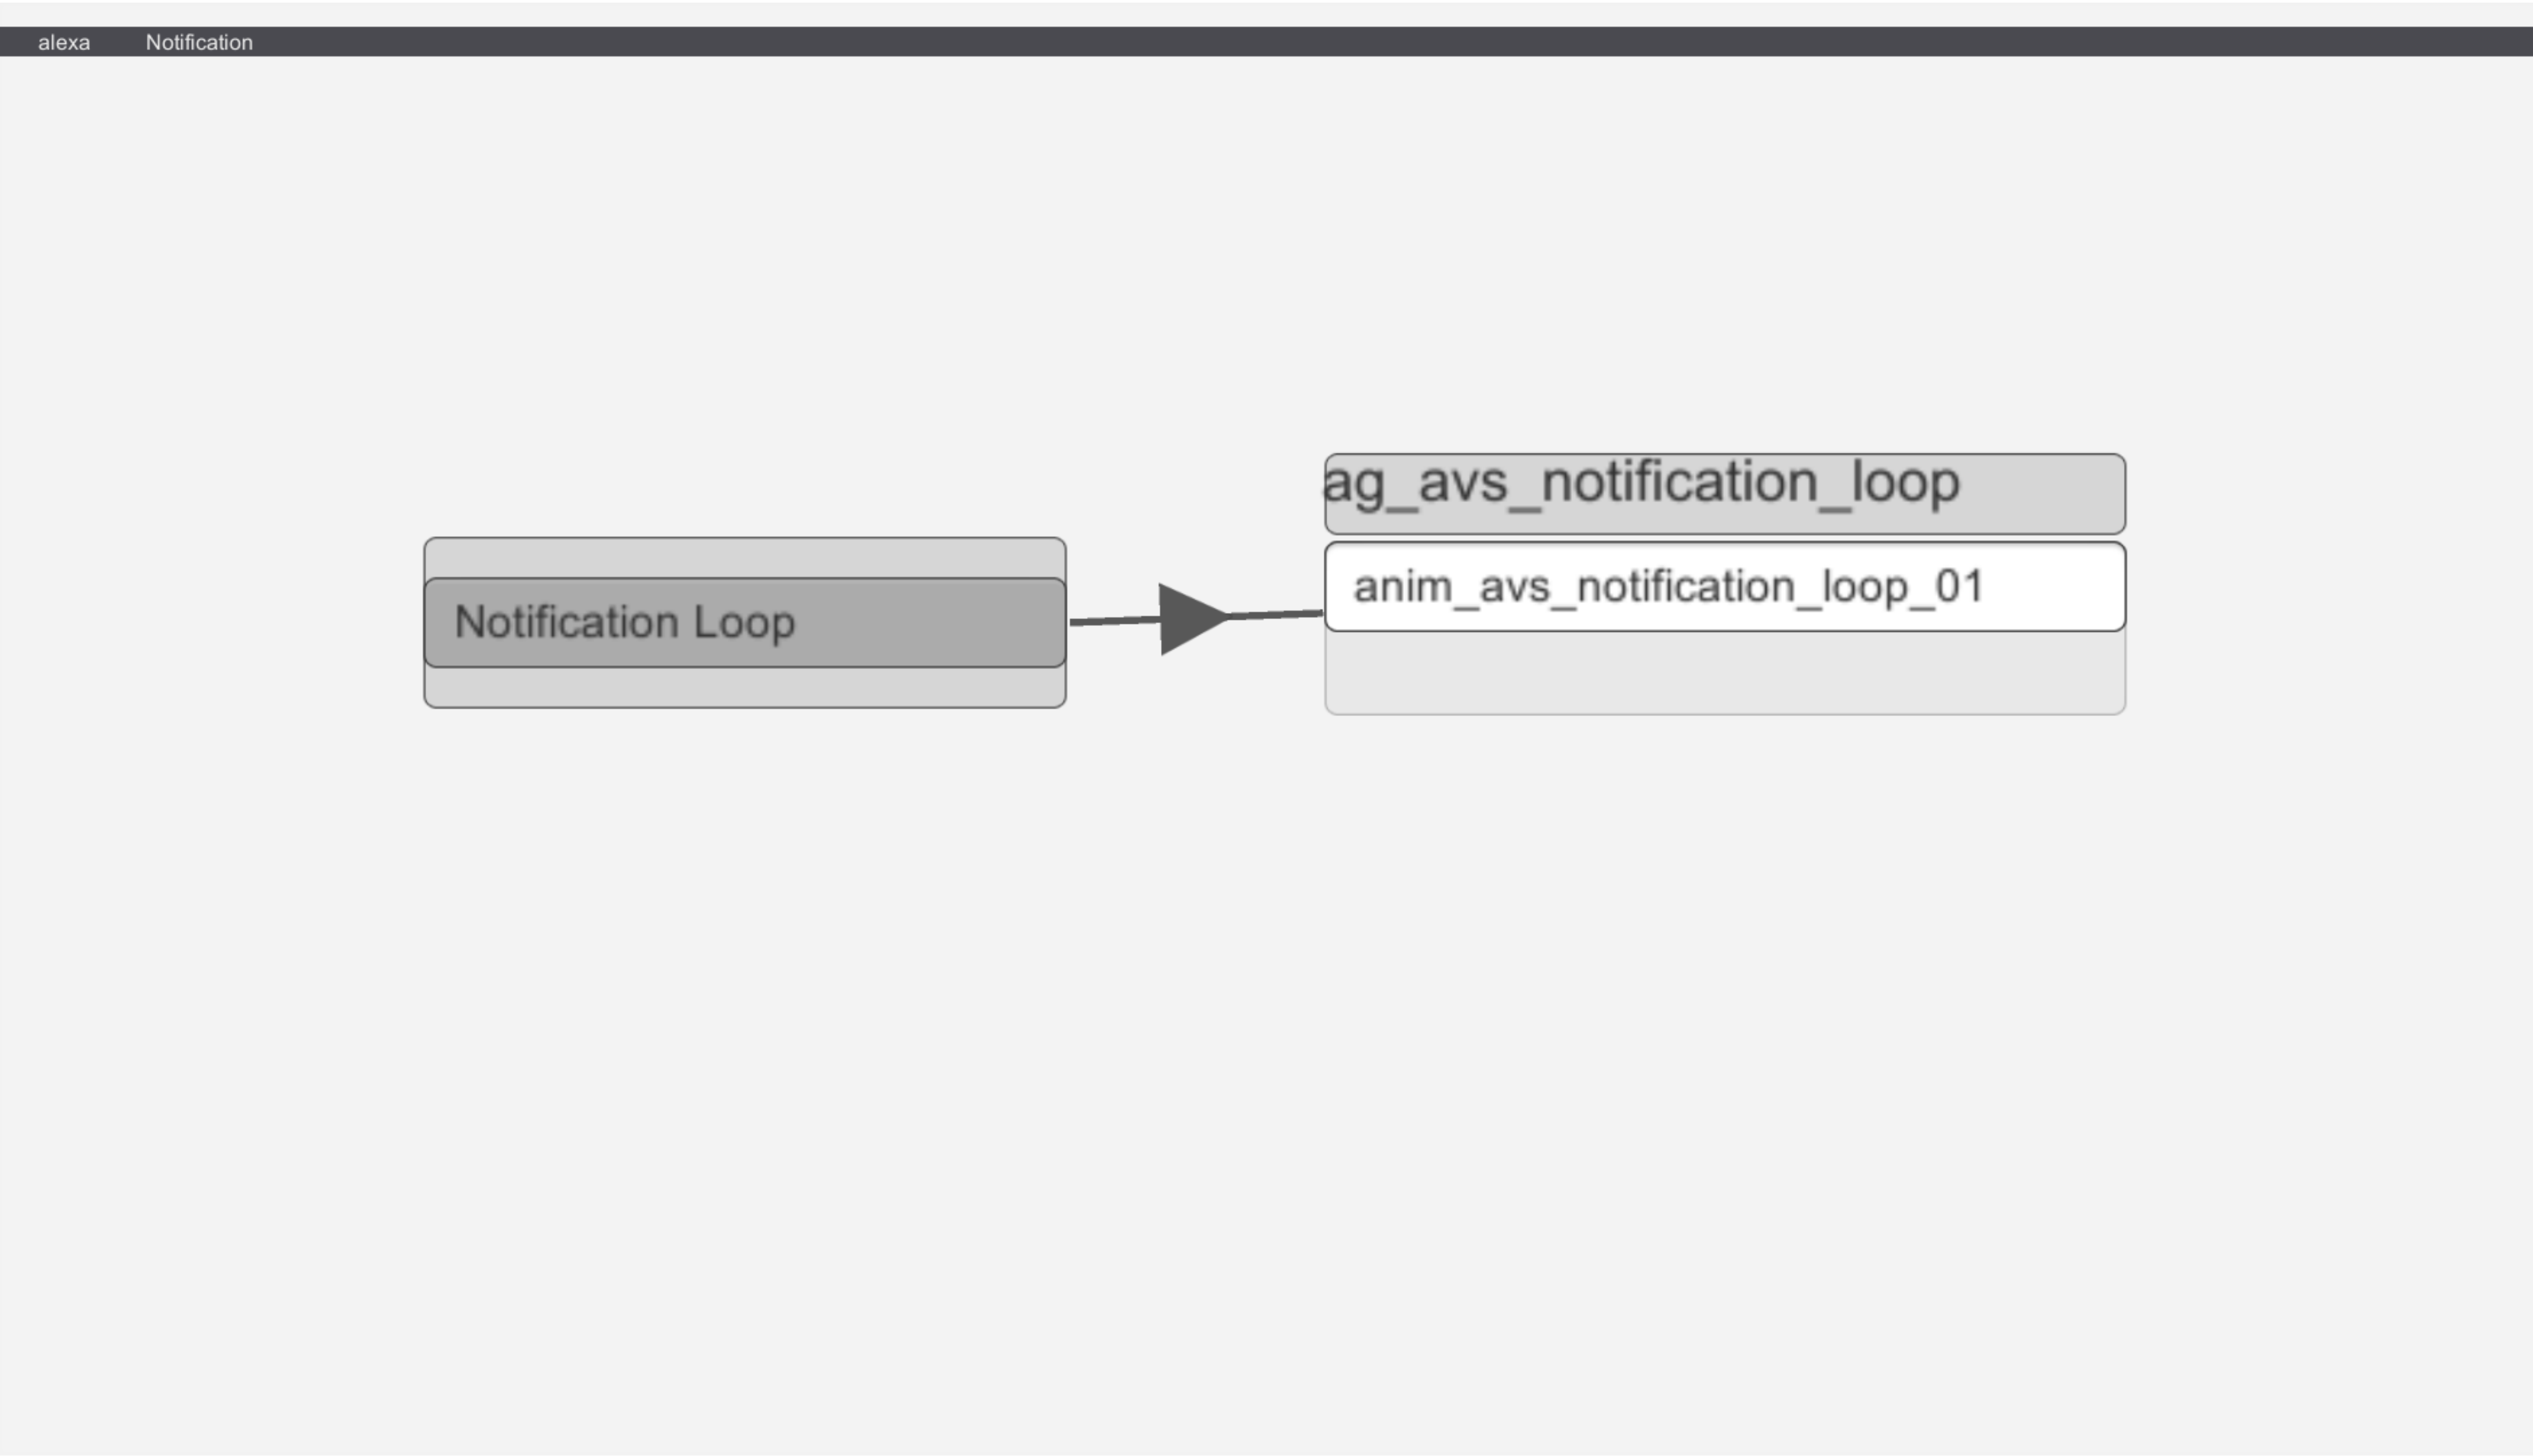 alexa Notification
ag_avs_notification_loop
Notification Loop
anim_avs_notification_loop_01